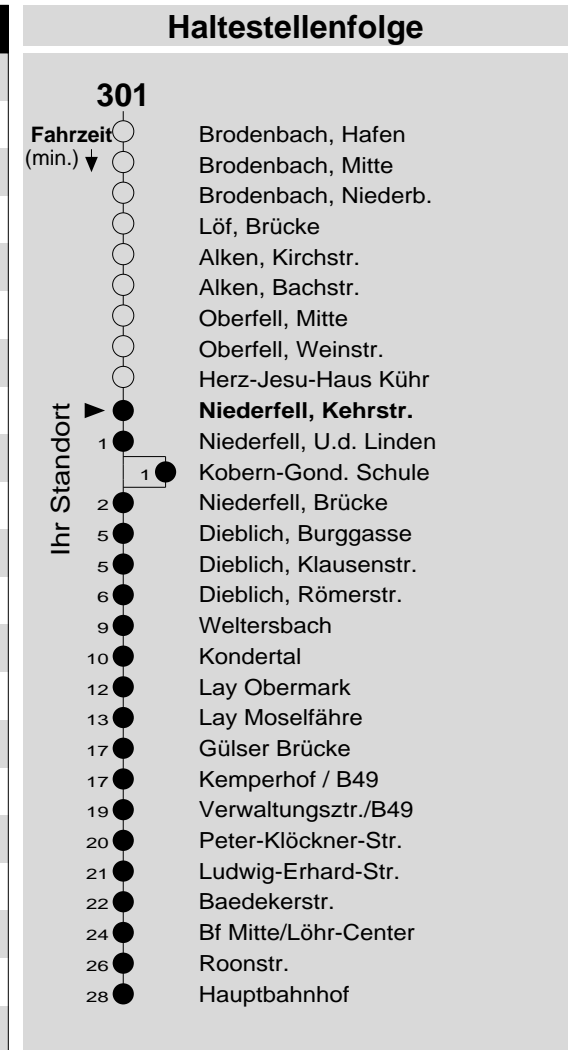 Haltestellenfolge
301
Fahrzeit
(min.)
Brodenbach, Hafen
Brodenbach, Mitte
Brodenbach, Niederb.
Löf, Brücke
Alken, Kirchstr.
Alken, Bachstr.
Oberfell, Mitte
Oberfell, Weinstr.
Herz-Jesu-Haus Kühr
Ihr Standort
Niederfell, Kehrstr.
1 Niederfell, U.d. Linden
1 Kobern-Gond. Schule
2 Niederfell, Brücke
5 Dieblich, Burggasse
5 Dieblich, Klausenstr.
6 Dieblich, Römerstr.
9 Weltersbach
10 Kondertal
12 Lay Obermark
13 Lay Moselfähre
17 Gülser Brücke
17 Kemperhof / B49
19 Verwaltungsztr./B49
20 Peter-Klöckner-Str.
21 Ludwig-Erhard-Str.
22 Baedekerstr.
24 Bf Mitte/Löhr-Center
26 Roonstr.
28 Hauptbahnhof